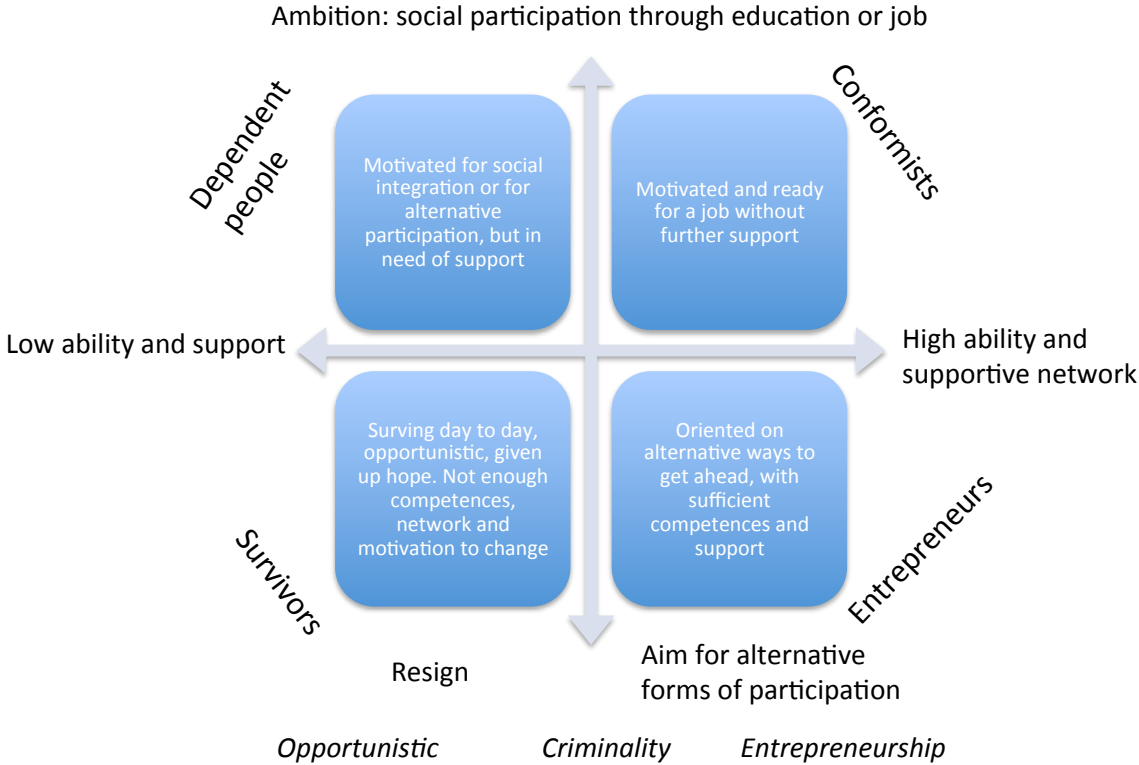 Ambition: social participation through education or job
Dependent
people
Conformists
Motivated for social
integration or for
alternative
participation, but in
need of support
Motivated and ready
for a job without
further support
Low ability and support
High ability and
supportive network
Surviving day to day,
opportunistic, given
up hope. Not enough
competences,
network and
motivation to change
Oriented on
alternative ways to
get ahead, with
sufficient
competences and
support
Survivors
Entrepreneurs
Resign
Aim for alternative
forms of participation
Opportunistic
Criminality
Entrepreneurship